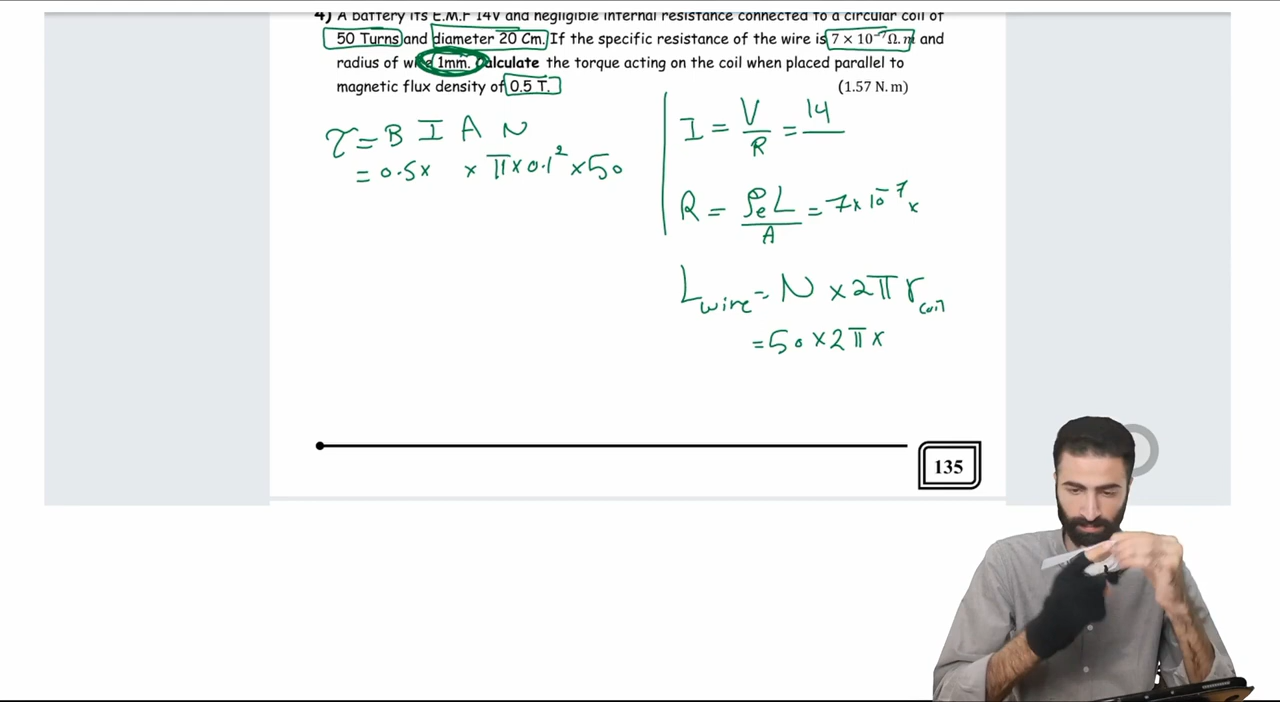 4) A battery its E.M.F 14V and negligible internal resistance connected to a circular coil of
50 Turns and diameter 20 Cm. If the specific resistance of the wire is 7 × 10⁻⁷Ω.m and
radius of wire 1mm. Calculate the torque acting on the coil when placed parallel to
magnetic flux density of 0.5 T. (1.57 N.m)
τ = B I A N
= 0.5 × × π × 0.1² × 50
I = V/R = 14
R = ρₑL/A = 7 × 10⁻⁷ ×
L wire = N × 2π r coil
= 50 × 2π ×
135